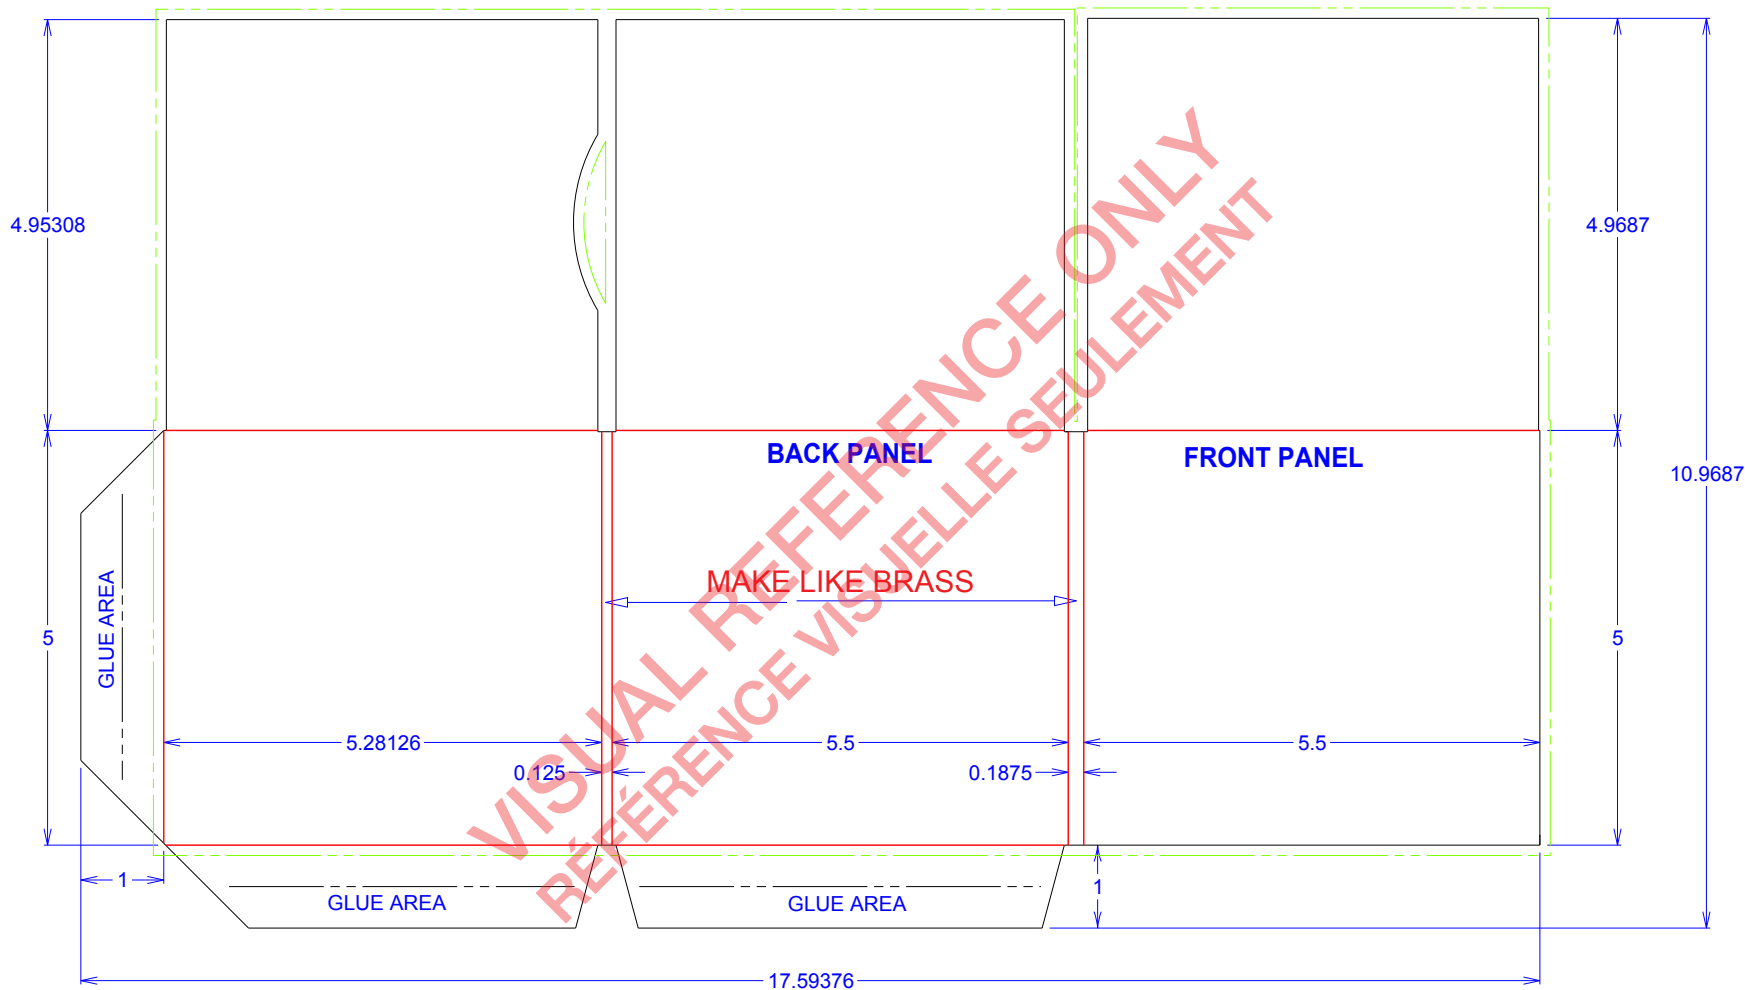 4.95308
4.9687
10.9687
BACK PANEL
FRONT PANEL
MAKE LIKE BRASS
GLUE AREA
5
5
5.28126
5.5
5.5
0.125
0.1875
1
1
GLUE AREA
GLUE AREA
17.59376
VISUAL REFERENCE ONLY
RÉFÉRENCE VISUELLE SEULEMENT